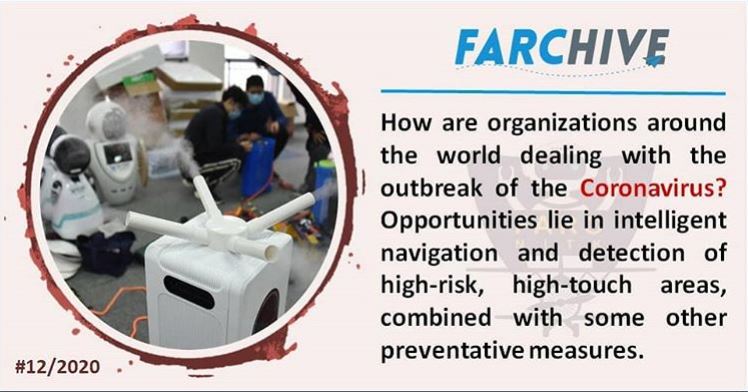 FARCHIVE
How are organizations around
the world dealing with the
outbreak of the Coronavirus?
Opportunities lie in intelligent
navigation and detection of
high-risk, high-touch areas,
combined with some other
preventative measures.
#12/2020